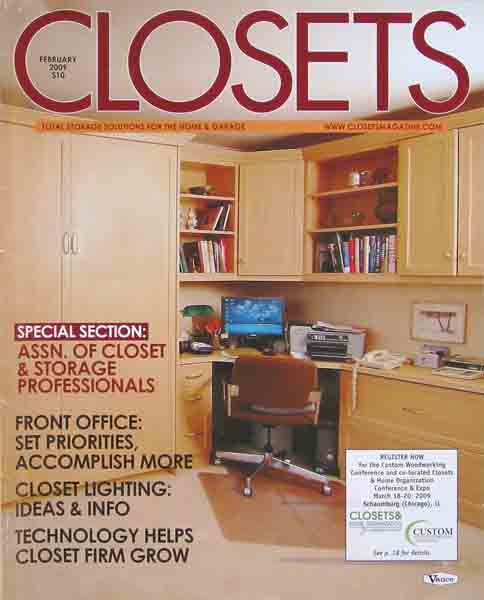 CLOSETS
FEBRUARY
2009
$10
TOTAL STORAGE SOLUTIONS FOR THE HOME & GARAGE
WWW.CLOSETSMAGAZINE.COM
SPECIAL SECTION:
ASSN. OF CLOSET
& STORAGE
PROFESSIONALS
FRONT OFFICE:
SET PRIORITIES,
ACCOMPLISH MORE
CLOSET LIGHTING:
IDEAS & INFO
TECHNOLOGY HELPS
CLOSET FIRM GROW
REGISTER NOW
For the Custom Woodworking
Conference and co-located Closets
& Home Organization
Conference & Expo
March 18-20, 2009
Schaumburg (Chicago), IL
CLOSETS&
CUSTOM
See p. 18 for details.
Vance